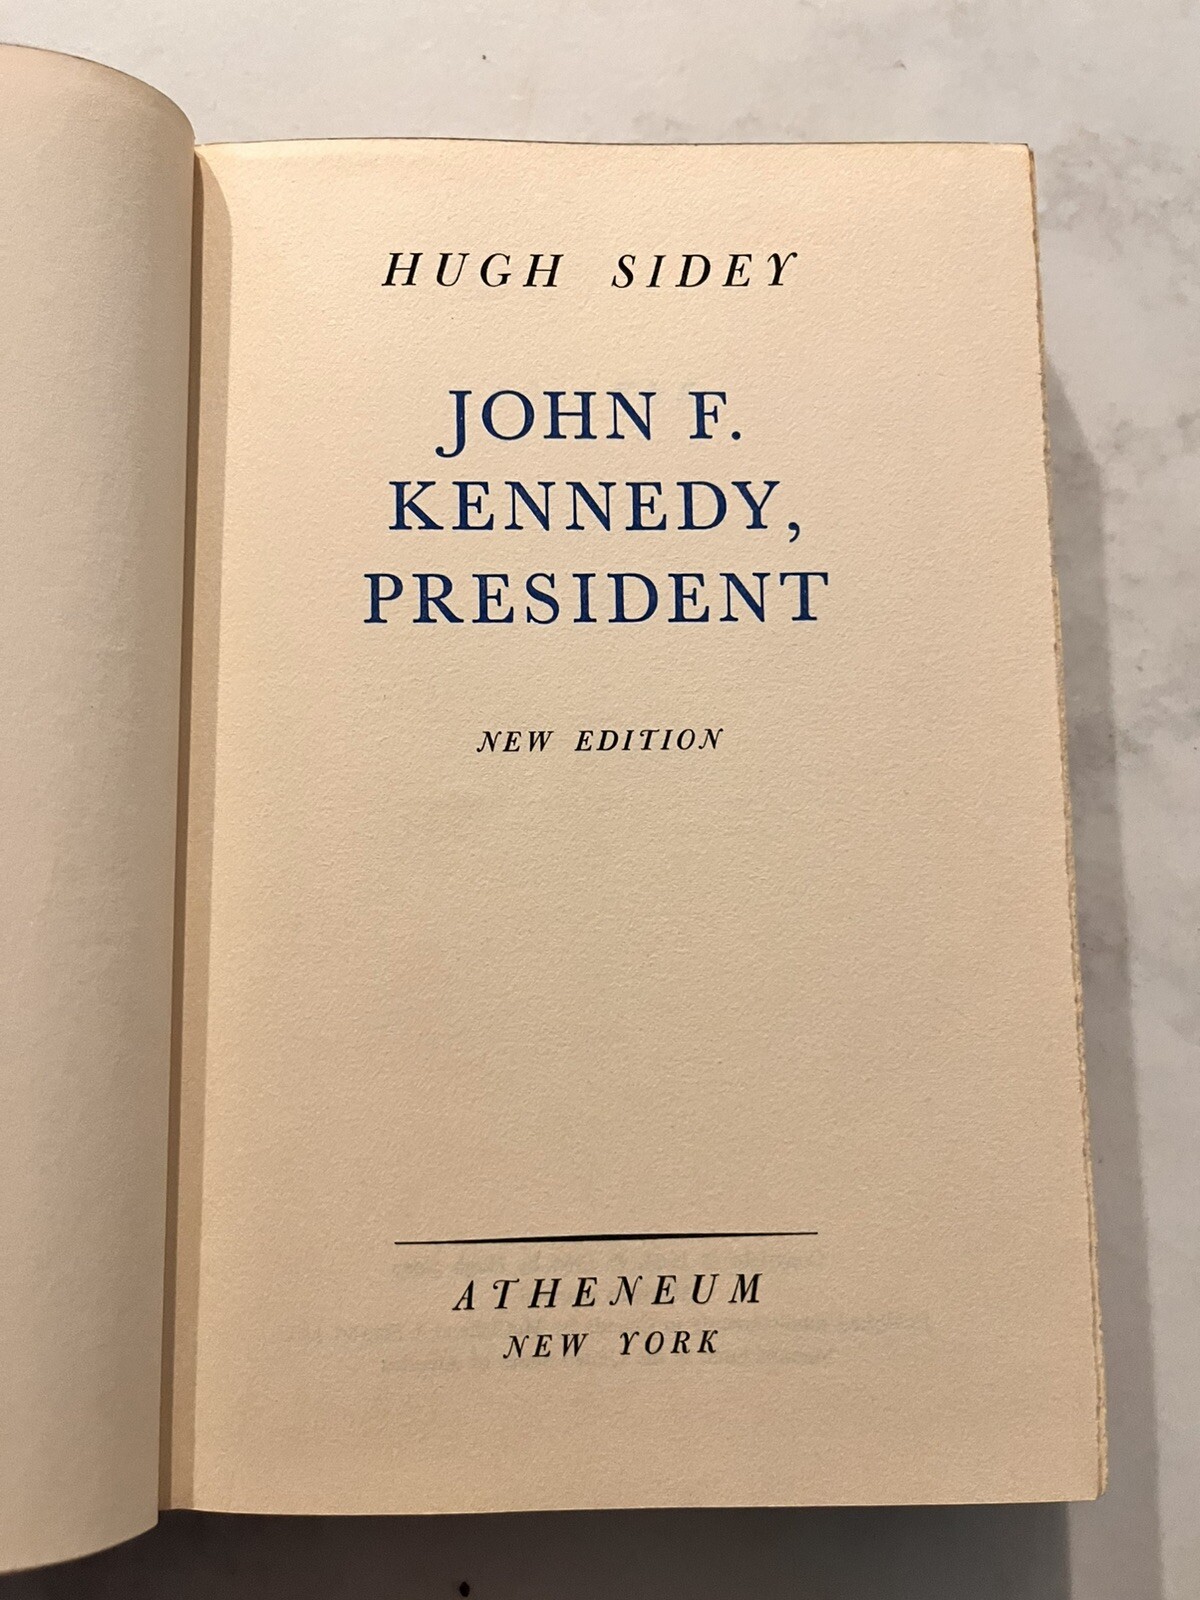 HUGH SIDEY
JOHN F.
KENNEDY,
PRESIDENT
NEW EDITION
ATHENEUM
NEW YORK